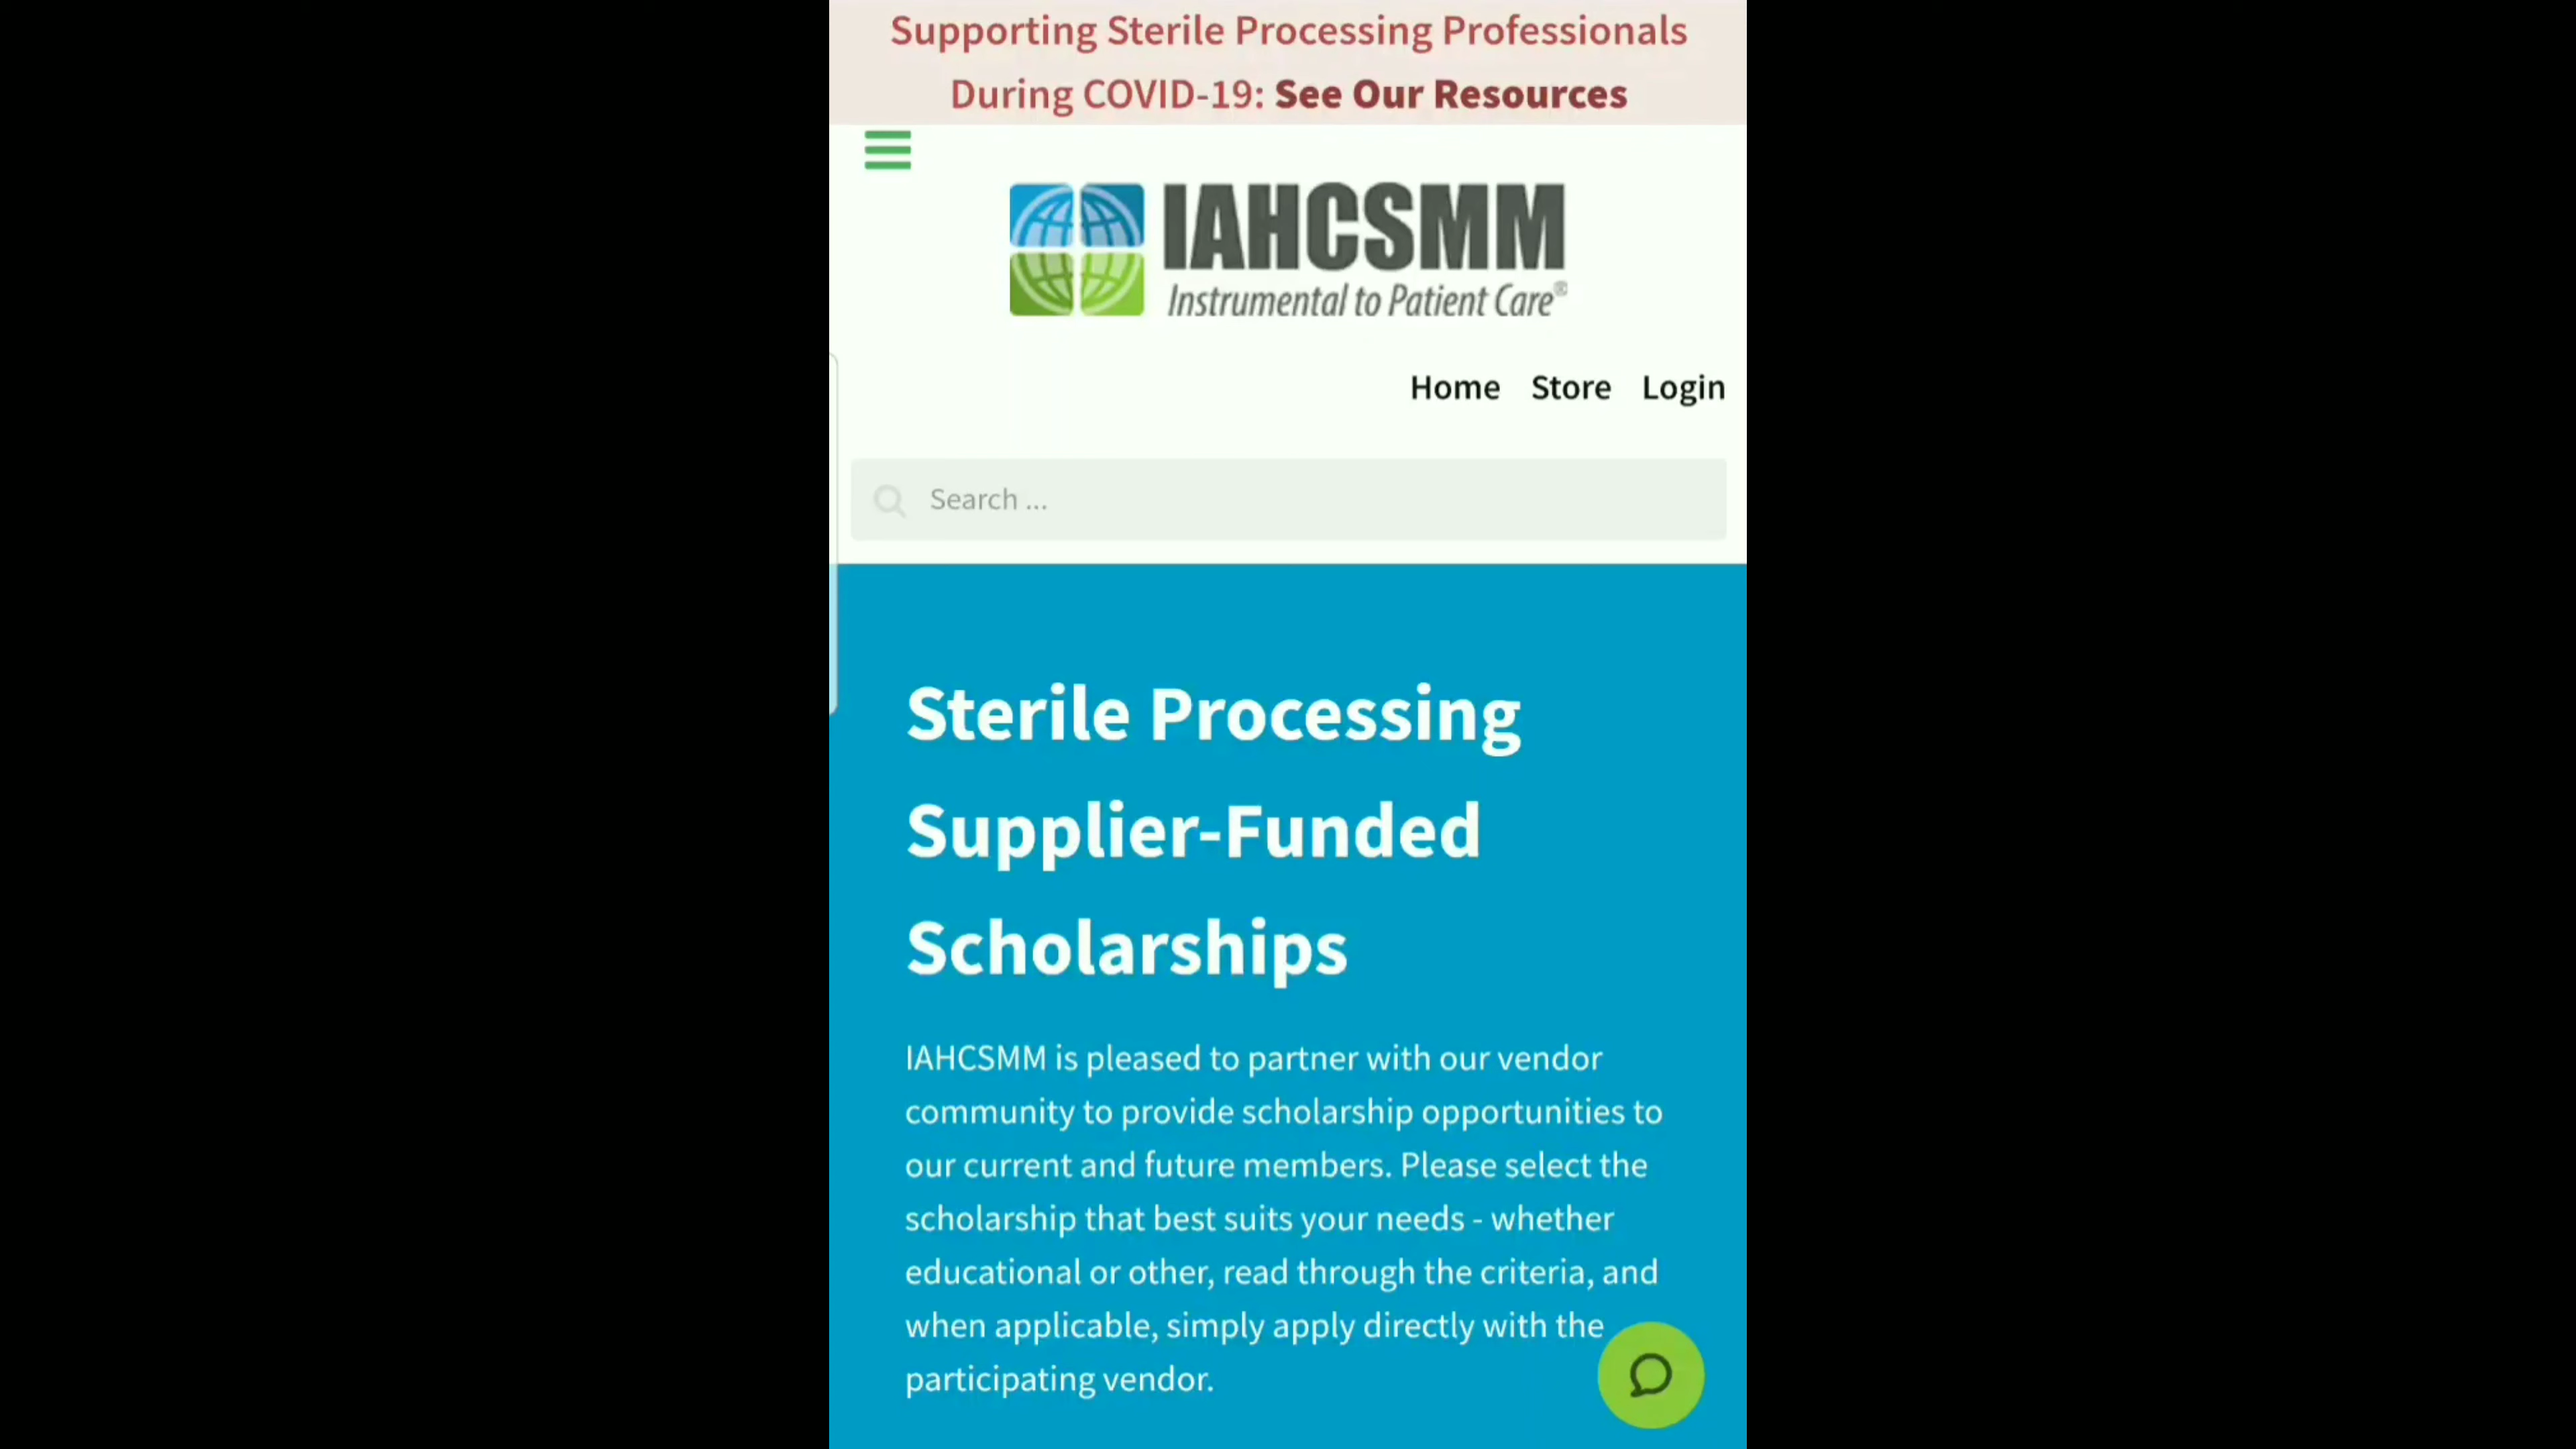 Supporting Sterile Processing Professionals
During COVID-19: See Our Resources
IAHCSMM
Instrumental to Patient Care®
Home Store Login
Search ...
Sterile Processing
Supplier-Funded
Scholarships
IAHCSMM is pleased to partner with our vendor
community to provide scholarship opportunities to
our current and future members. Please select the
scholarship that best suits your needs - whether
educational or other, read through the criteria, and
when applicable, simply apply directly with the
participating vendor.